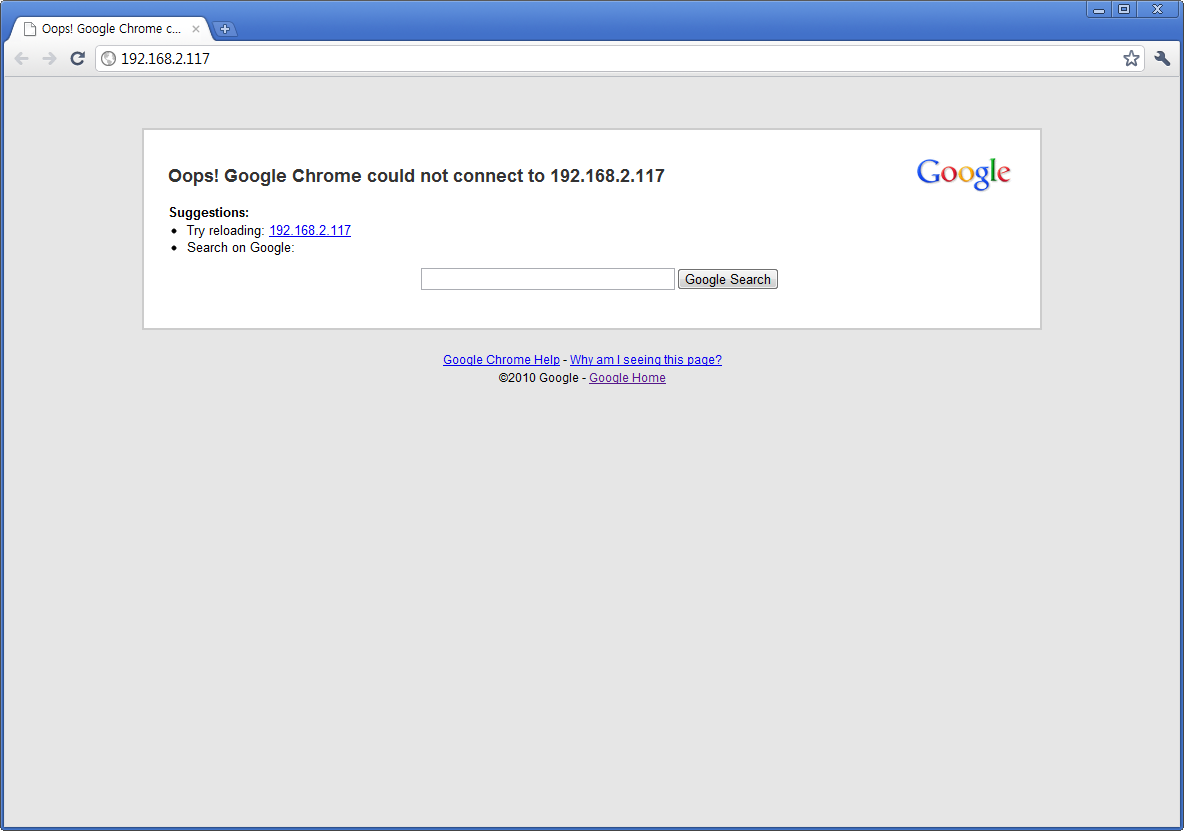 Oops! Google Chrome c...
192.168.2.117
Google
Oops! Google Chrome could not connect to 192.168.2.117
Suggestions:
• Try reloading: 192.168.2.117
• Search on Google:
Google Search
Google Chrome Help - Why am I seeing this page?
©2010 Google - Google Home